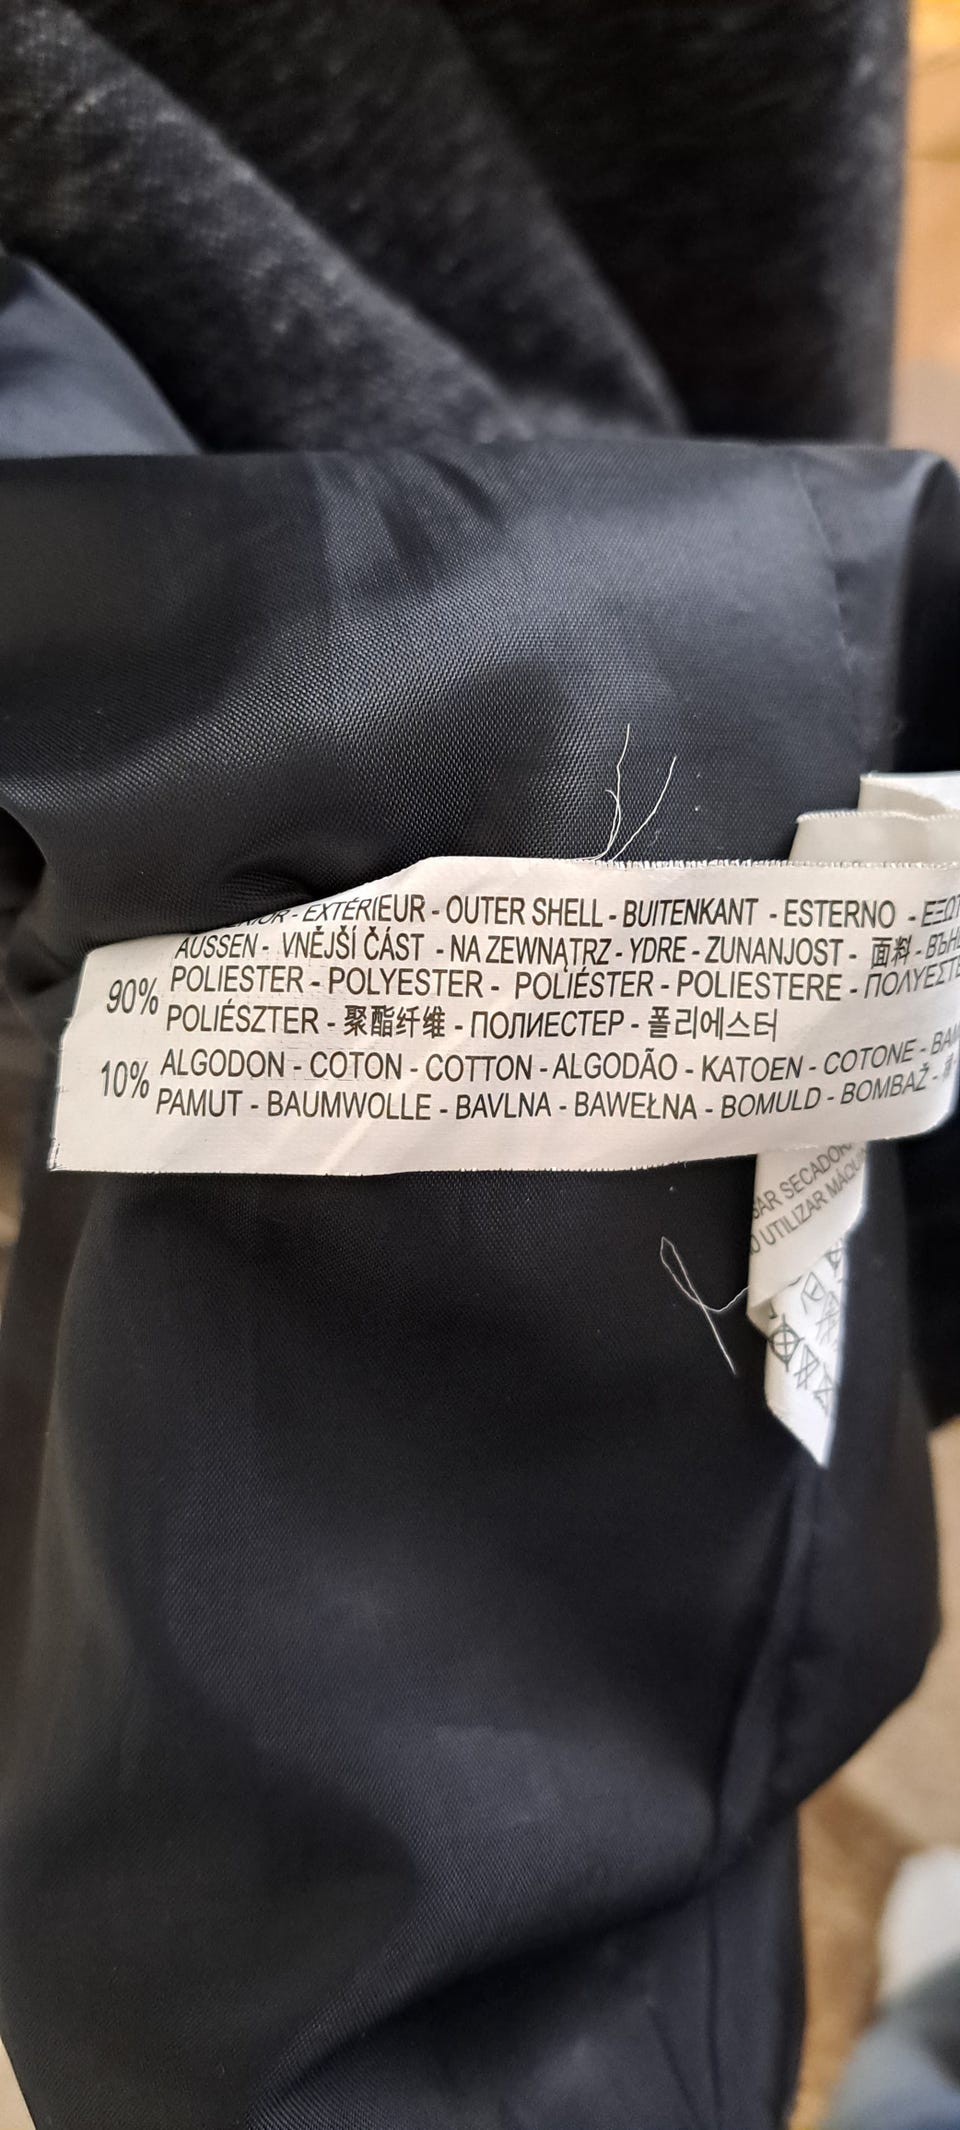 - EXTÉRIEUR - OUTER SHELL - BUITENKANT - ESTERNO -
AUSSEN - VNĚJŠÍ ČÁST - NA ZEWNĄTRZ - YDRE - ZUNANJOST - 面料 -
90% POLIESTER - POLYESTER - POLIÉSTER - POLIESTERE -
POLIÉSZTER - 聚酯纤维 - ПОЛИЕСТЕР - 폴리에스터
10% ALGODON - COTON - COTTON - ALGODÃO - KATOEN - COTONE -
PAMUT - BAUMWOLLE - BAVLNA - BAWEŁNA - BOMULD - BOMBAŽ -
UTILIZAR